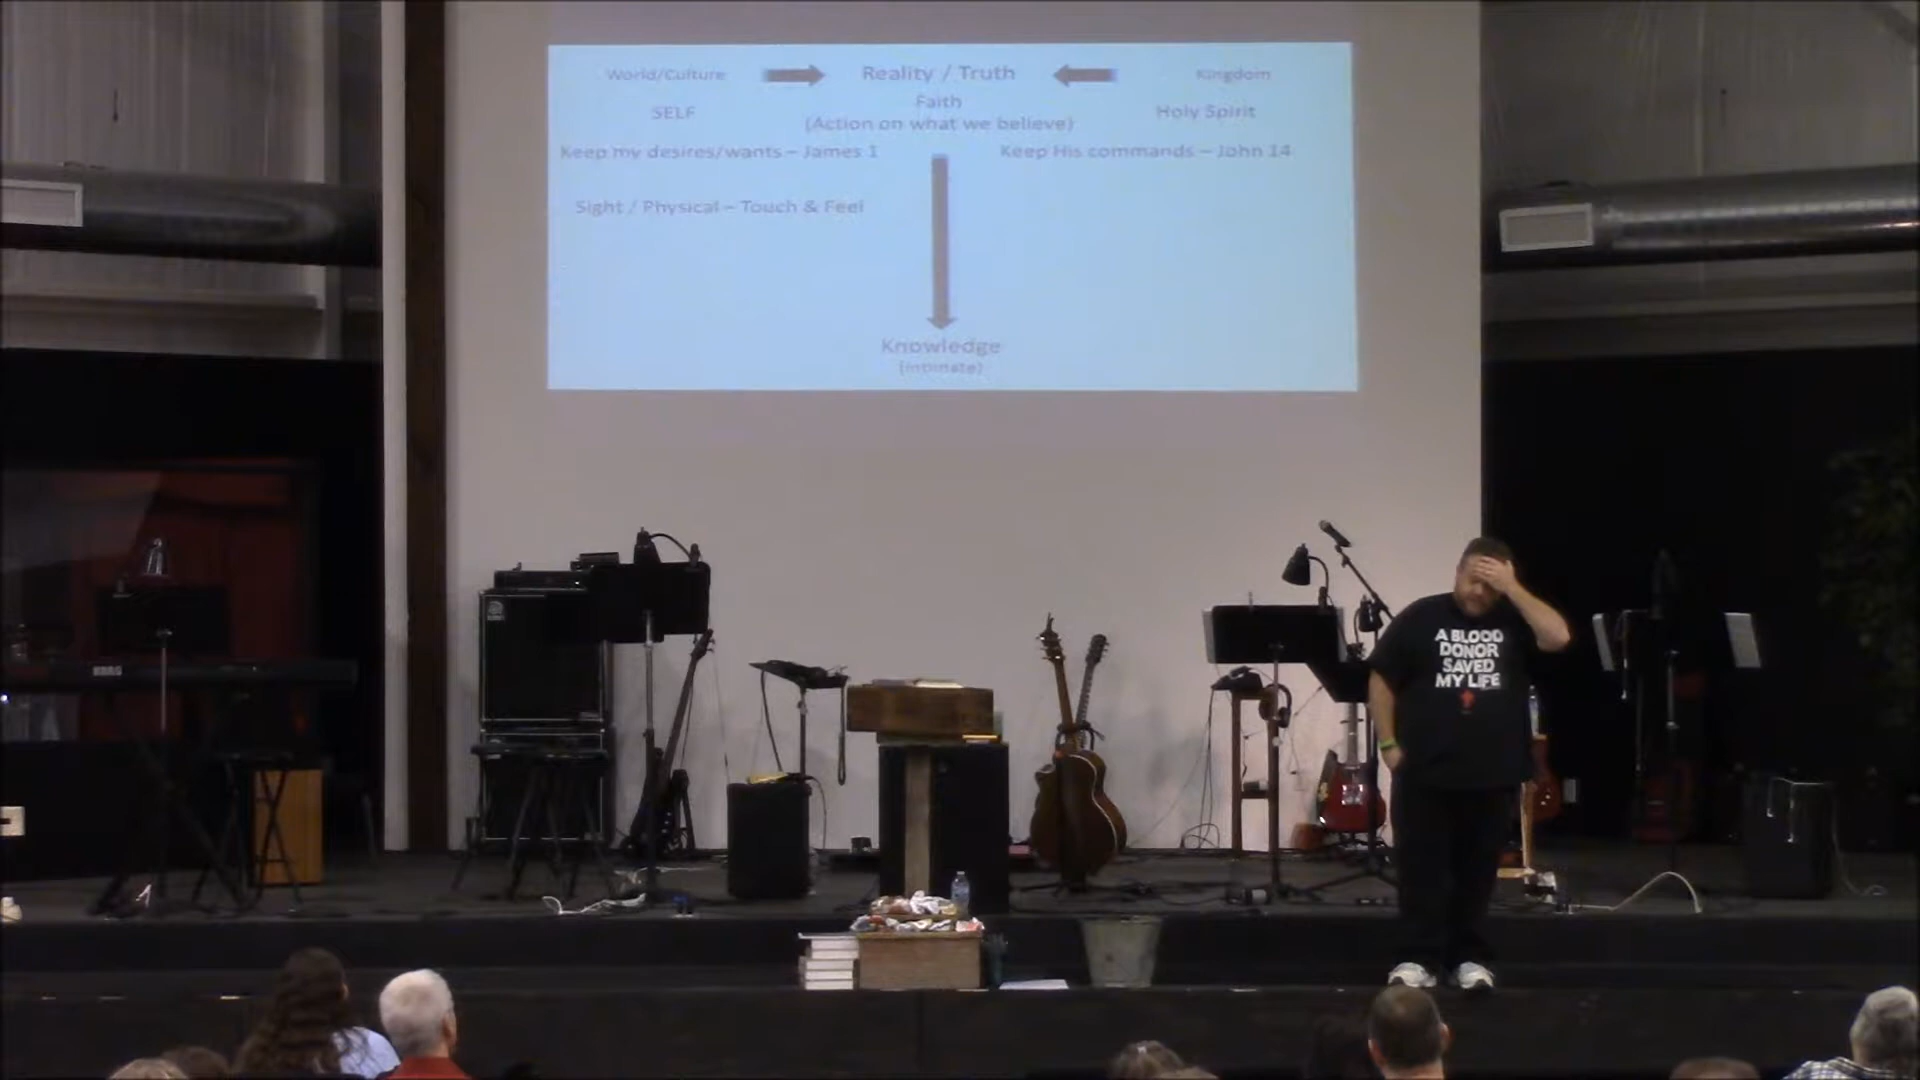 World/Culture
Reality / Truth
Kingdom
SELF
Faith
Holy Spirit
(Action on what we believe)
Keep my desires/wants – James 1
Keep His commands – John 14
Sight / Physical – Touch & Feel
Knowledge
(intimate)
KORG
A BLOOD
DONOR
SAVED
MY LIFE